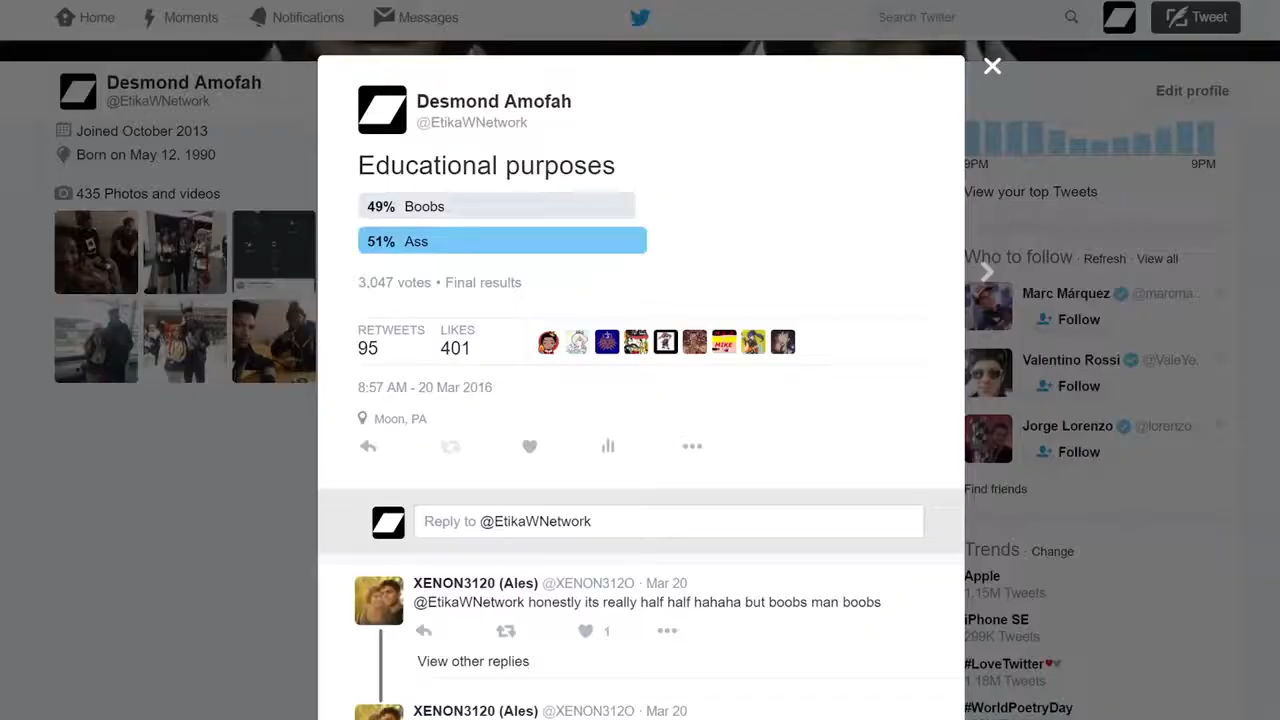 Home Moments Notifications Messages Search Twitter Tweet
Desmond Amofah
@EtikaWNetwork
Joined October 2013
Born on May 12, 1990
435 Photos and videos
Desmond Amofah
@EtikaWNetwork
Educational purposes
49% Boobs
51% Ass
3,047 votes • Final results
RETWEETS LIKES
95 401
MIKE
8:57 AM - 20 Mar 2016
Moon, PA
Reply to @EtikaWNetwork
XENON3120 (Ales) @XENON312O · Mar 20
@EtikaWNetwork honestly its really half half hahaha but boobs man boobs
1
View other replies
XENON3120 (Ales) @XENON312O · Mar 20
Edit profile
9PM 9PM
View your top Tweets
Who to follow · Refresh · View all
Marc Márquez @marcma..
Follow
Valentino Rossi @ValeYe.
Follow
Jorge Lorenzo @lorenzo
Follow
Find friends
Trends · Change
Apple
1.15M Tweets
iPhone SE
299K Tweets
#LoveTwitter
1.18M Tweets
#WorldPoetryDay